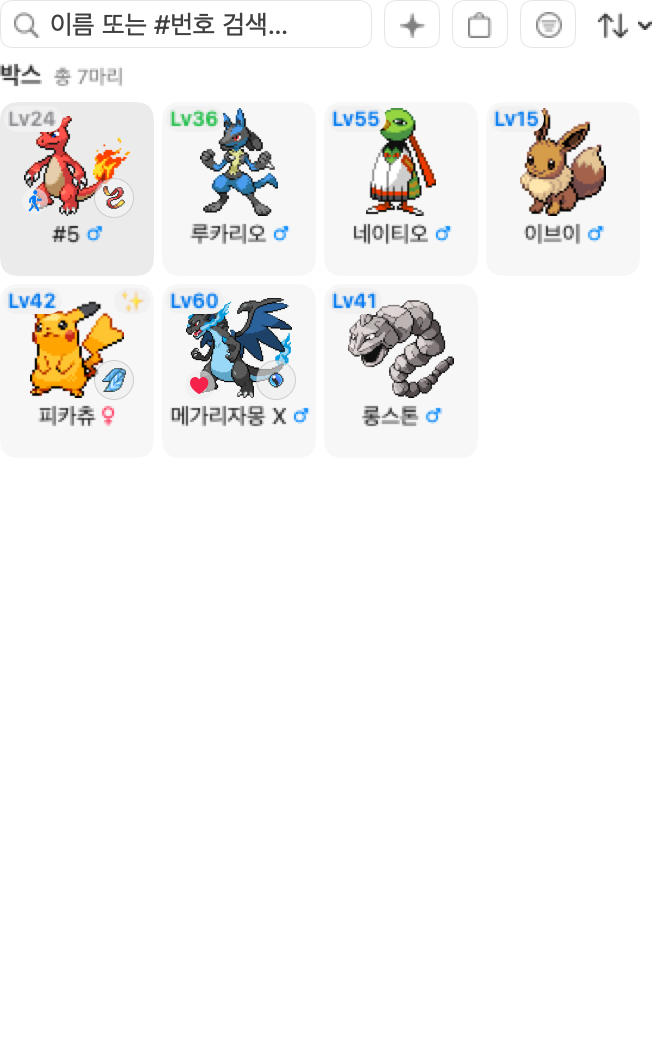 이름 또는 #번호 검색...
박스 총 7마리
Lv24 Lv36 Lv55 Lv15
#5 ♂ 루카리오 ♂ 네이티오 ♂ 이브이 ♂
Lv42 Lv60 Lv41
피카츄 ♀ 메가리자몽 X ♂ 롱스톤 ♂